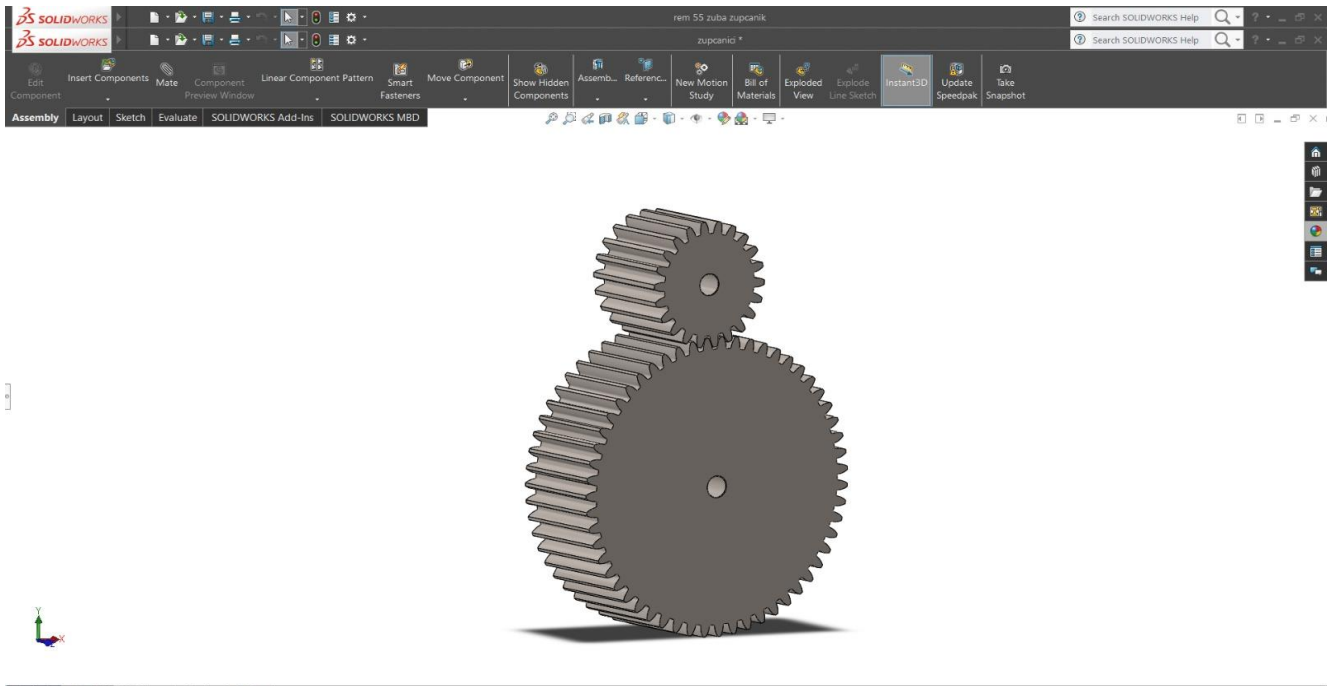 SOLIDWORKS rem 55 zuba zupcanik Search SOLIDWORKS Help
SOLIDWORKS zupcanici * Search SOLIDWORKS Help
Edit Component
Insert Components
Mate
Component Preview Window
Linear Component Pattern
Smart Fasteners
Move Component
Show Hidden Components
Assemb...
Referenc...
New Motion Study
Bill of Materials
Exploded View
Explode Line Sketch
Instant3D
Update Speedpak
Take Snapshot
Assembly Layout Sketch Evaluate SOLIDWORKS Add-Ins SOLIDWORKS MBD
Y
X